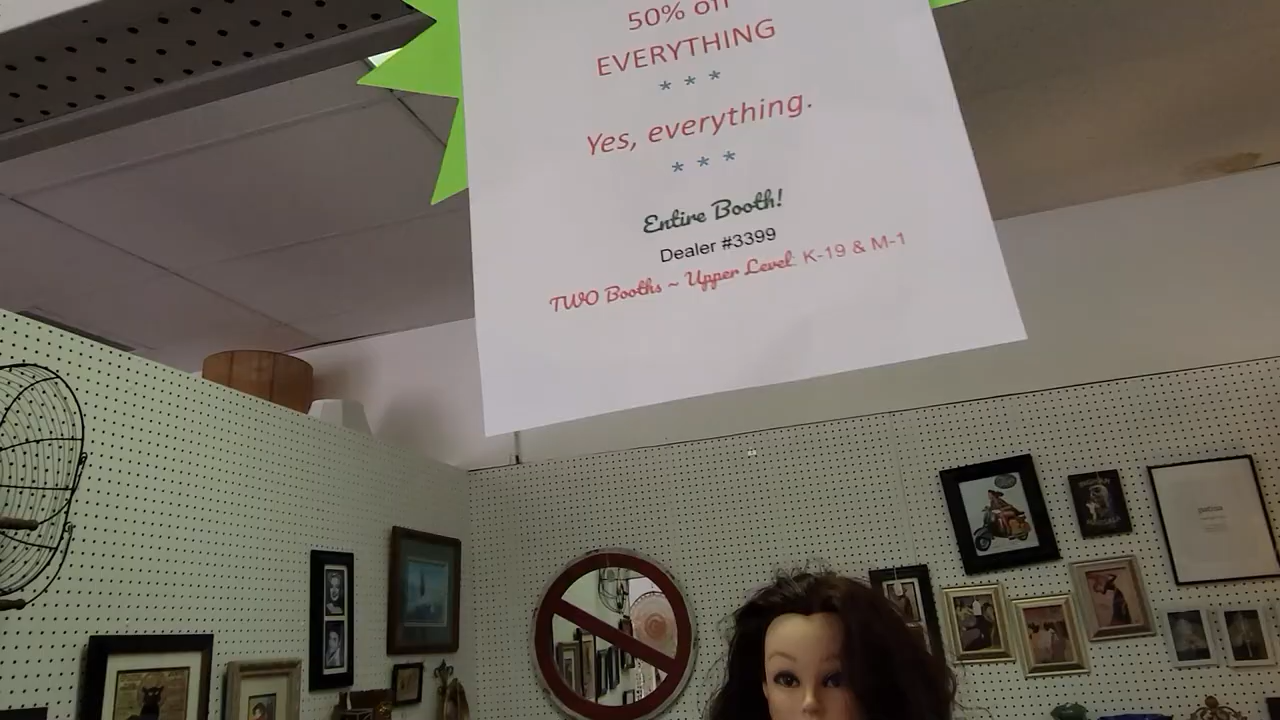 50% off
EVERYTHING
* * *
Yes, everything.
* * *
Entire Booth!
Dealer #3399
TWO Booths ~ Upper Level: K-19 & M-1